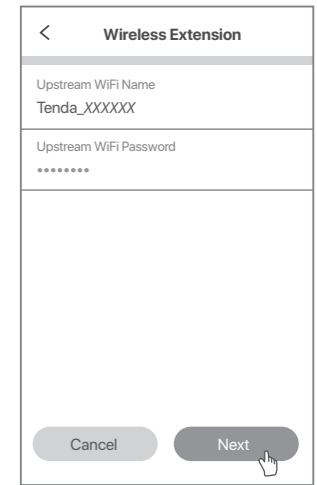 Wireless Extension
Upstream WiFi Name
Tenda_XXXXXX
Upstream WiFi Password
••••••••
Cancel
Next